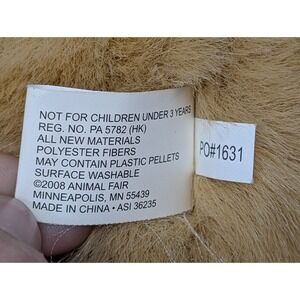 NOT FOR CHILDREN UNDER 3 YEARS
REG. NO. PA 5782 (HK)
ALL NEW MATERIALS
POLYESTER FIBERS
MAY CONTAIN PLASTIC PELLETS
SURFACE WASHABLE
©2008 ANIMAL FAIR
MINNEAPOLIS, MN 55439
MADE IN CHINA • ASI 36235
PO#1631